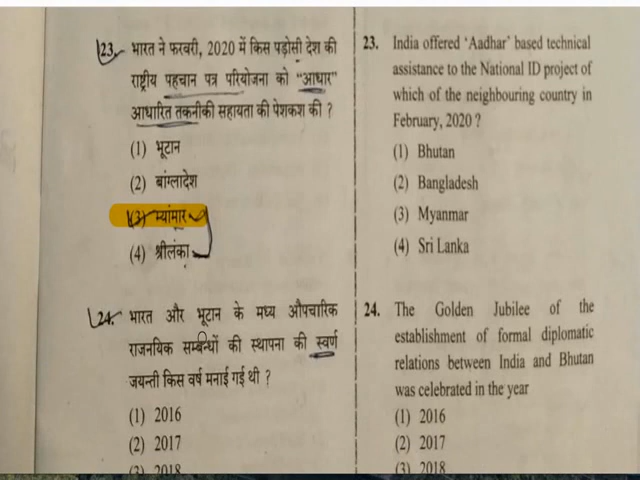 23. भारत ने फरवरी, 2020 में किस पड़ोसी देश की
राष्ट्रीय पहचान पत्र परियोजना को "आधार"
आधारित तकनीकी सहायता की पेशकश की ?
(1) भूटान
(2) बांग्लादेश
(3) म्यांमार
(4) श्रीलंका
24. भारत और भूटान के मध्य औपचारिक
राजनयिक सम्बन्धों की स्थापना की स्वर्ण
जयन्ती किस वर्ष मनाई गई थी ?
(1) 2016
(2) 2017
(3) 2018
23. India offered 'Aadhar' based technical
assistance to the National ID project of
which of the neighbouring country in
February, 2020 ?
(1) Bhutan
(2) Bangladesh
(3) Myanmar
(4) Sri Lanka
24. The Golden Jubilee of the
establishment of formal diplomatic
relations between India and Bhutan
was celebrated in the year
(1) 2016
(2) 2017
(3) 2018